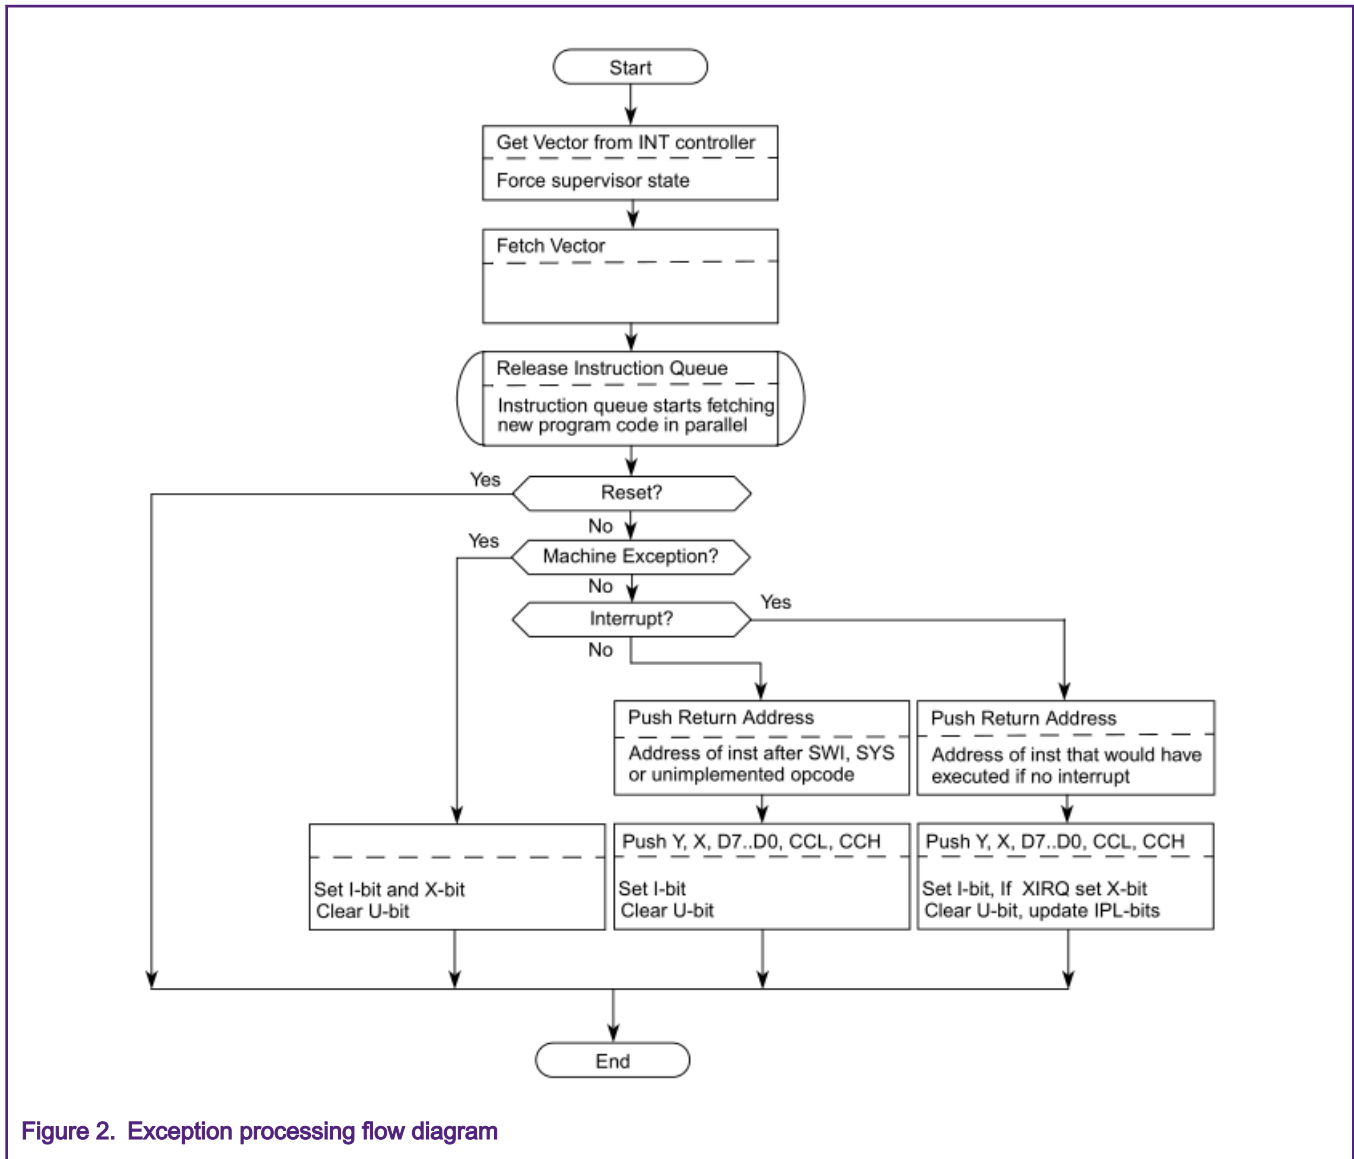 Start
Get Vector from INT controller
Force supervisor state
Fetch Vector
Release Instruction Queue
Instruction queue starts fetching
new program code in parallel
Yes
Reset?
No
Yes
Machine Exception?
No
Yes
Interrupt?
No
Push Return Address
Address of inst after SWI, SYS
or unimplemented opcode
Push Return Address
Address of inst that would have
executed if no interrupt
Set I-bit and X-bit
Clear U-bit
Push Y, X, D7..D0, CCL, CCH
Set I-bit
Clear U-bit
Push Y, X, D7..D0, CCL, CCH
Set I-bit, If XIRQ set X-bit
Clear U-bit, update IPL-bits
End
Figure 2. Exception processing flow diagram